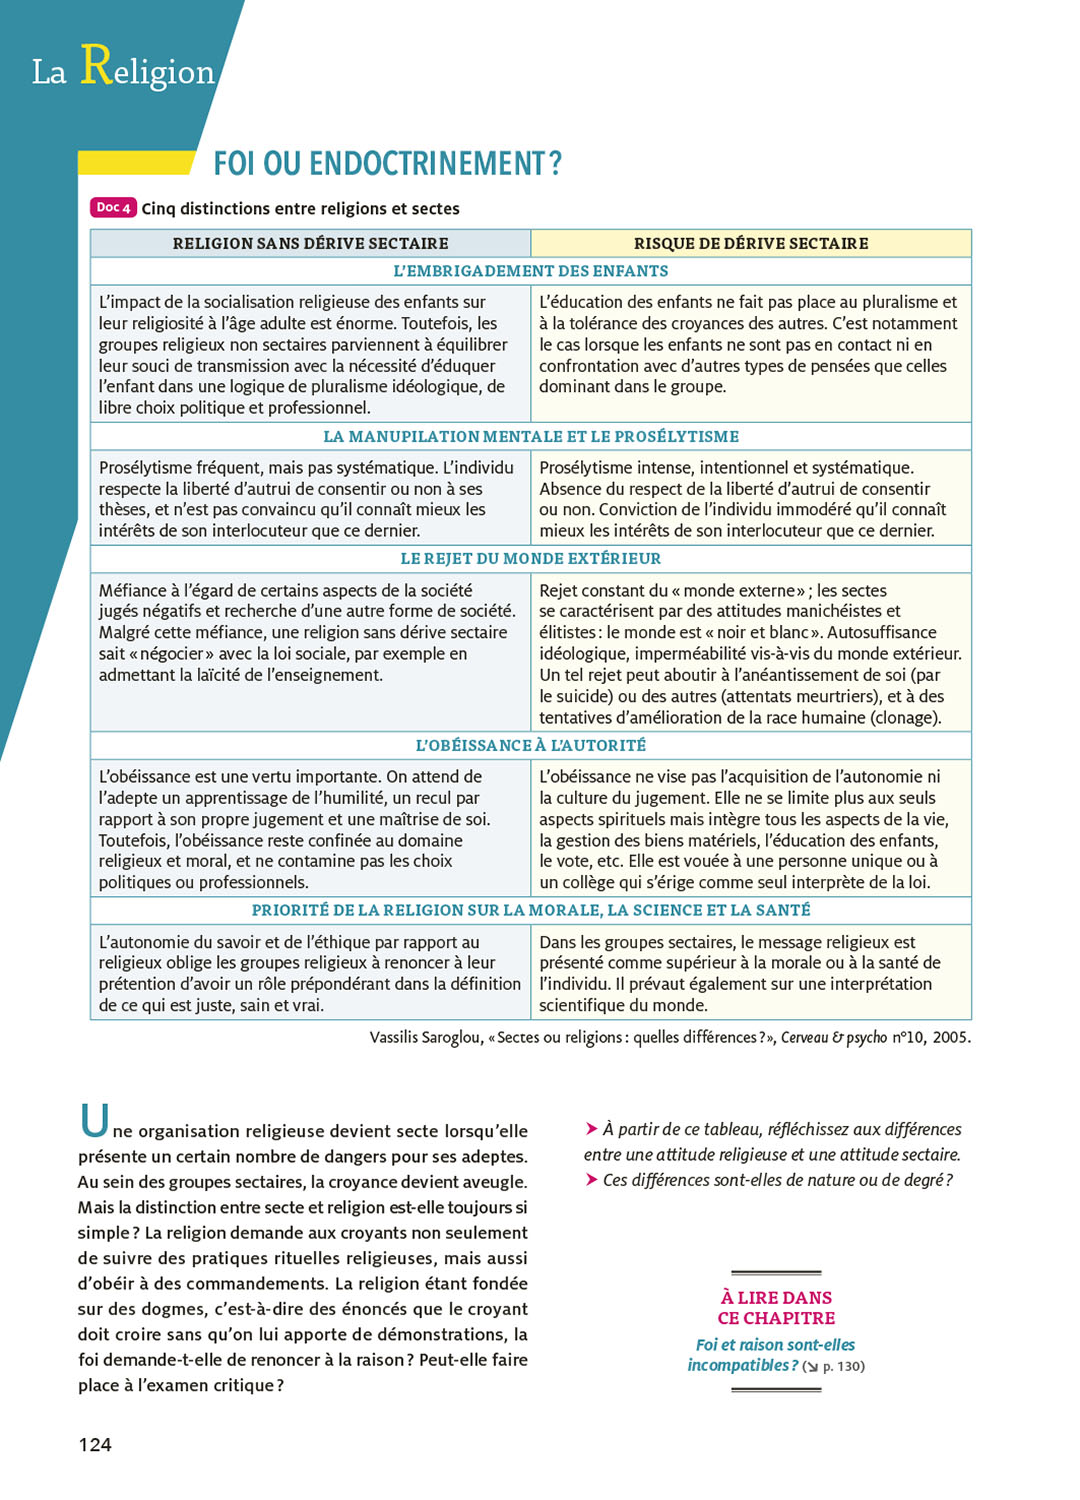 La Religion
FOI OU ENDOCTRINEMENT ?
Doc 4 Cinq distinctions entre religions et sectes
RELIGION SANS DÉRIVE SECTAIRE
RISQUE DE DÉRIVE SECTAIRE
L’EMBRIGADEMENT DES ENFANTS
L’impact de la socialisation religieuse des enfants sur
leur religiosité à l’âge adulte est énorme. Toutefois, les
groupes religieux non sectaires parviennent à équilibrer
leur souci de transmission avec la nécessité d’éduquer
l’enfant dans une logique de pluralisme idéologique, de
libre choix politique et professionnel.
L’éducation des enfants ne fait pas place au pluralisme et
à la tolérance des croyances des autres. C’est notamment
le cas lorsque les enfants ne sont pas en contact ni en
confrontation avec d’autres types de pensées que celles
dominant dans le groupe.
LA MANUPILATION MENTALE ET LE PROSÉLYTISME
Prosélytisme fréquent, mais pas systématique. L’individu
respecte la liberté d’autrui de consentir ou non à ses
thèses, et n’est pas convaincu qu’il connaît mieux les
intérêts de son interlocuteur que ce dernier.
Prosélytisme intense, intentionnel et systématique.
Absence du respect de la liberté d’autrui de consentir
ou non. Conviction de l’individu immodéré qu’il connaît
mieux les intérêts de son interlocuteur que ce dernier.
LE REJET DU MONDE EXTÉRIEUR
Méfiance à l’égard de certains aspects de la société
jugés négatifs et recherche d’une autre forme de société.
Malgré cette méfiance, une religion sans dérive sectaire
sait « négocier » avec la loi sociale, par exemple en
admettant la laïcité de l’enseignement.
Rejet constant du « monde externe » ; les sectes
se caractérisent par des attitudes manichéistes et
élitistes : le monde est « noir et blanc ». Autosuffisance
idéologique, imperméabilité vis-à-vis du monde extérieur.
Un tel rejet peut aboutir à l’anéantissement de soi (par
le suicide) ou des autres (attentats meurtriers), et à des
tentatives d’amélioration de la race humaine (clonage).
L’OBÉISSANCE À L’AUTORITÉ
L’obéissance est une vertu importante. On attend de
l’adepte un apprentissage de l’humilité, un recul par
rapport à son propre jugement et une maîtrise de soi.
Toutefois, l’obéissance reste confinée au domaine
religieux et moral, et ne contamine pas les choix
politiques ou professionnels.
L’obéissance ne vise pas l’acquisition de l’autonomie ni
la culture du jugement. Elle ne se limite plus aux seuls
aspects spirituels mais intègre tous les aspects de la vie,
la gestion des biens matériels, l’éducation des enfants,
le vote, etc. Elle est vouée à une personne unique ou à
un collège qui s’érige comme seul interprète de la loi.
PRIORITÉ DE LA RELIGION SUR LA MORALE, LA SCIENCE ET LA SANTÉ
L’autonomie du savoir et de l’éthique par rapport au
religieux oblige les groupes religieux à renoncer à leur
prétention d’avoir un rôle prépondérant dans la définition
de ce qui est juste, sain et vrai.
Dans les groupes sectaires, le message religieux est
présenté comme supérieur à la morale ou à la santé de
l’individu. Il prévaut également sur une interprétation
scientifique du monde.
Vassilis Saroglou, « Sectes ou religions : quelles différences ? », Cerveau & psycho n°10, 2005.
Une organisation religieuse devient secte lorsqu’elle
présente un certain nombre de dangers pour ses adeptes.
Au sein des groupes sectaires, la croyance devient aveugle.
Mais la distinction entre secte et religion est-elle toujours si
simple ? La religion demande aux croyants non seulement
de suivre des pratiques rituelles religieuses, mais aussi
d’obéir à des commandements. La religion étant fondée
sur des dogmes, c’est-à-dire des énoncés que le croyant
doit croire sans qu’on lui apporte de démonstrations, la
foi demande-t-elle de renoncer à la raison ? Peut-elle faire
place à l’examen critique ?
➤ À partir de ce tableau, réfléchissez aux différences
entre une attitude religieuse et une attitude sectaire.
➤ Ces différences sont-elles de nature ou de degré ?
À LIRE DANS
CE CHAPITRE
Foi et raison sont-elles
incompatibles ? (↘ p. 130)
124